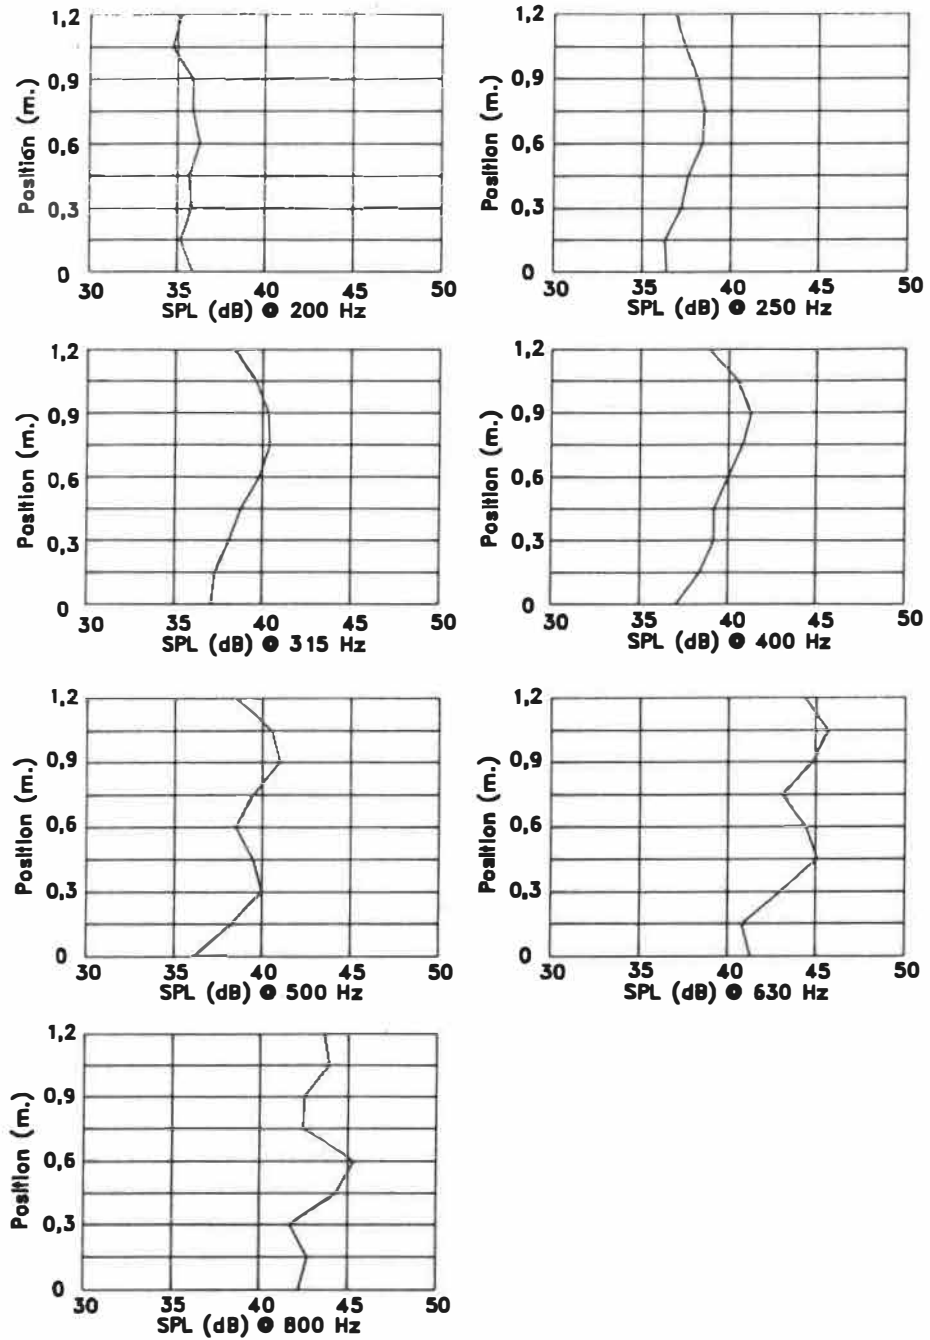 1,2
0,9
0,6
0,3
0
Position (m.)
30 35 40 45 50
SPL (dB) @ 200 Hz
1,2
0,9
0,6
0,3
0
Position (m.)
30 35 40 45 50
SPL (dB) @ 250 Hz
1,2
0,9
0,6
0,3
0
Position (m.)
30 35 40 45 50
SPL (dB) @ 315 Hz
1,2
0,9
0,6
0,3
0
Position (m.)
30 35 40 45 50
SPL (dB) @ 400 Hz
1,2
0,9
0,6
0,3
0
Position (m.)
30 35 40 45 50
SPL (dB) @ 500 Hz
1,2
0,9
0,6
0,3
0
Position (m.)
30 35 40 45 50
SPL (dB) @ 630 Hz
1,2
0,9
0,6
0,3
0
Position (m.)
30 35 40 45 50
SPL (dB) @ 800 Hz